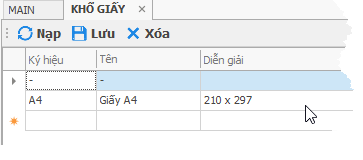 MAIN KHỔ GIẤY ×
Nạp Lưu Xóa
Ký hiệu Tên Diễn giải
- -
A4 Giấy A4 210 x 297